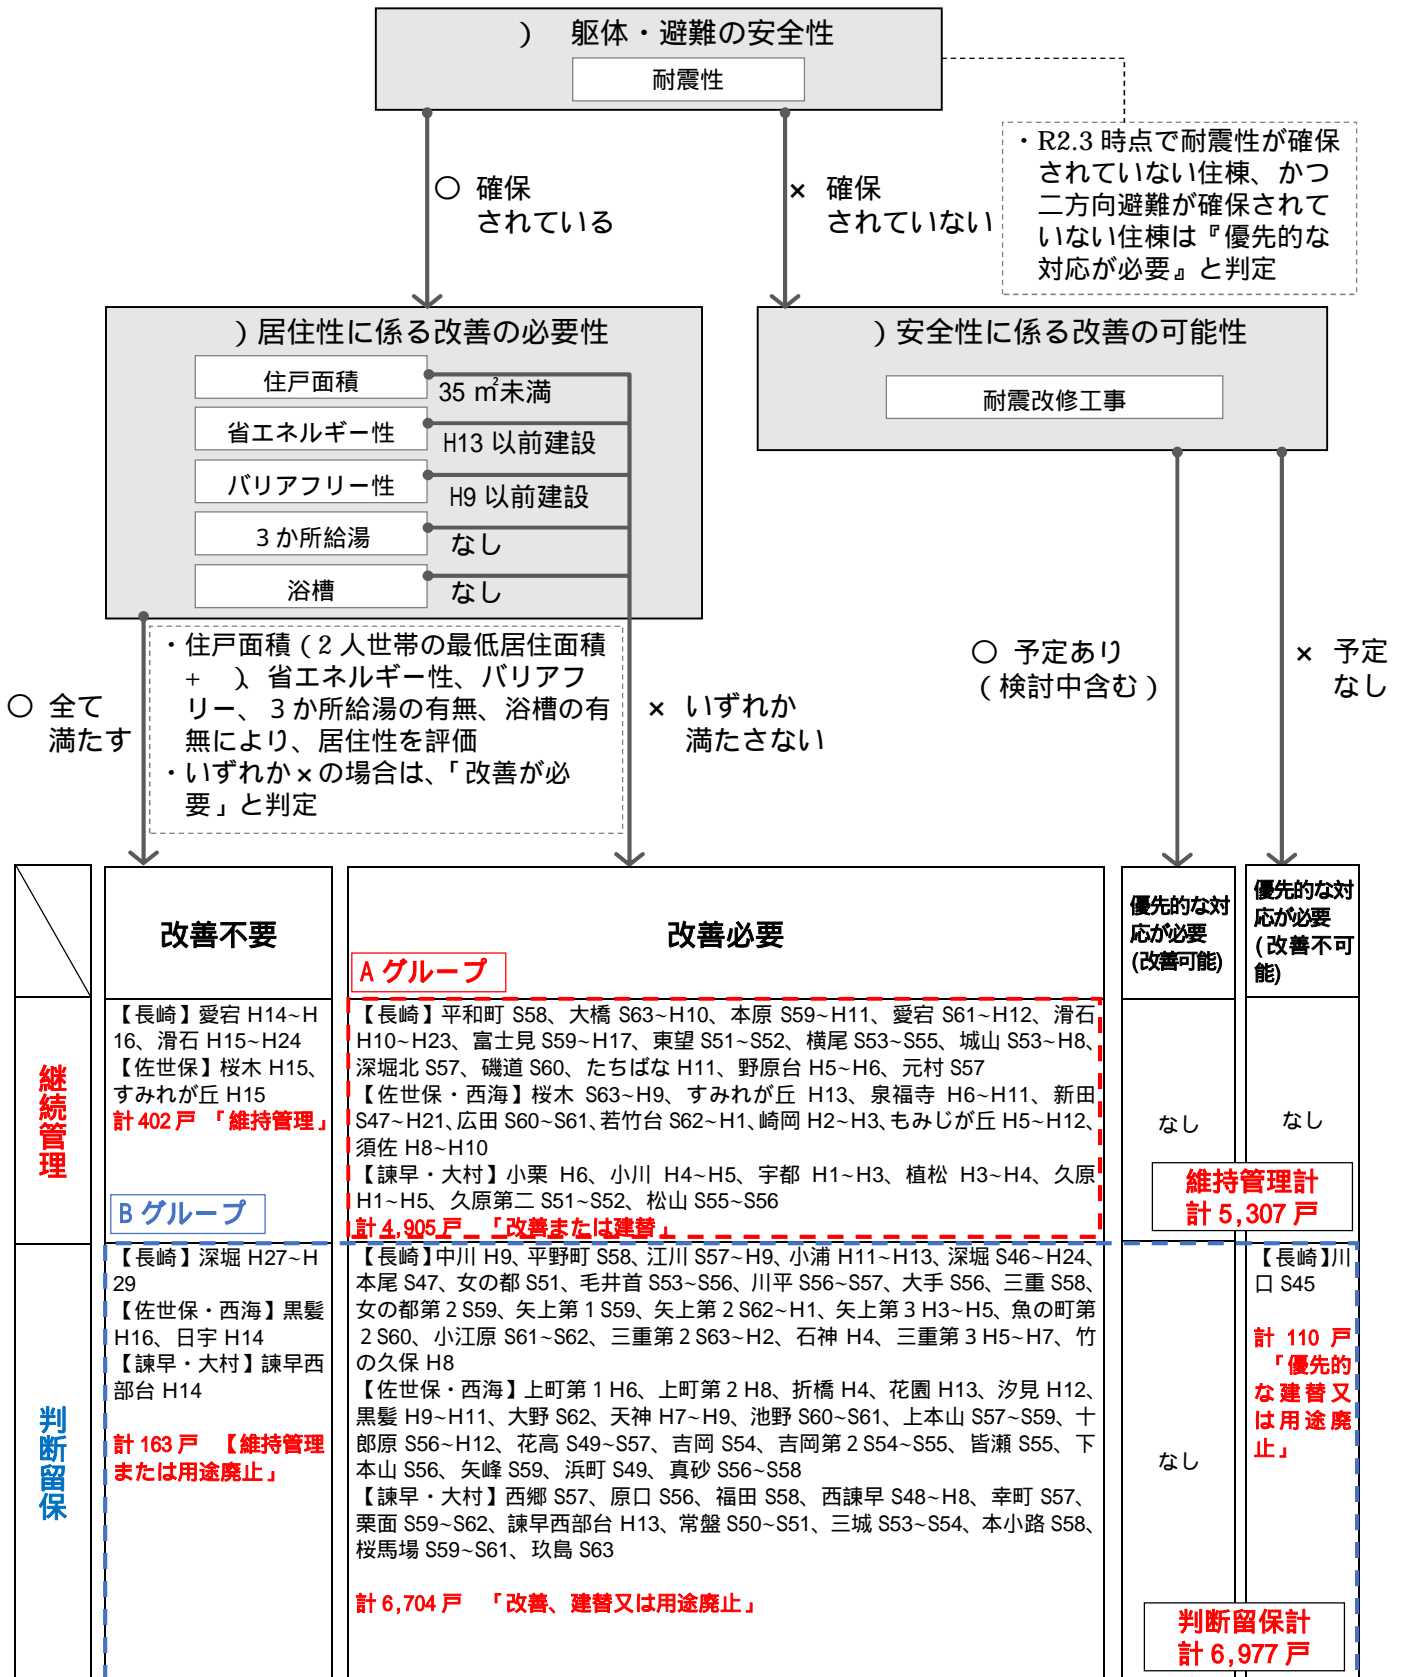 ） 躯体・避難の安全性
耐震性
・R2.3 時点で耐震性が確保
されていない住棟、かつ
二方向避難が確保されて
いない住棟は『優先的な
対応が必要』と判定
〇 確保
されている
× 確保
されていない
）居住性に係る改善の必要性
住戸面積
35 ㎡未満
省エネルギー性
H13 以前建設
バリアフリー性
H9 以前建設
３か所給湯
なし
浴槽
なし
）安全性に係る改善の可能性
耐震改修工事
・住戸面積（2 人世帯の最低居住面積
＋ ）、省エネルギー性、バリアフ
リー、３か所給湯の有無、浴槽の有
無により、居住性を評価
・いずれか×の場合は、「改善が必
要」と判定
〇 全て
満たす
× いずれか
満たさない
〇 予定あり
（検討中含む）
× 予定
なし
改善不要
改善必要
優先的な対
応が必要
(改善可能)
優先的な対
応が必要
(改善不可
能)
A グループ
継続管理
【長崎】愛宕 H14~H
16、滑石 H15~H24
【佐世保】桜木 H15、
すみれが丘 H15
計 402 戸 「維持管理」
B グループ
【長崎】平和町 S58、大橋 S63~H10、本原 S59~H11、愛宕 S61~H12、滑石
H10~H23、富士見 S59~H17、東望 S51~S52、横尾 S53~S55、城山 S53~H8、
深堀北 S57、磯道 S60、たちばな H11、野原台 H5~H6、元村 S57
【佐世保・西海】桜木 S63~H9、すみれが丘 H13、泉福寺 H6~H11、新田
S47~H21、広田 S60~S61、若竹台 S62~H1、崎岡 H2~H3、もみじが丘 H5~H12、
須佐 H8~H10
【諫早・大村】小栗 H6、小川 H4~H5、宇都 H1~H3、植松 H3~H4、久原
H1~H5、久原第二 S51~S52、松山 S55~S56
計 4,905 戸 「改善または建替」
なし
なし
維持管理計
計 5,307 戸
判断留保
【長崎】深堀 H27~H
29
【佐世保・西海】黒髪
H16、日宇 H14
【諫早・大村】諫早西
部台 H14
計 163 戸 【維持管理
または用途廃止」
【長崎】中川 H9、平野町 S58、江川 S57~H9、小浦 H11~H13、深堀 S46~H24、
本尾 S47、女の都 S51、毛井首 S53~S56、川平 S56~S57、大手 S56、三重 S58、
女の都第２S59、矢上第１S59、矢上第２S62~H1、矢上第３H3~H5、魚の町第
２S60、小江原 S61~S62、三重第２S63~H2、石神 H4、三重第３H5~H7、竹
の久保 H8
【佐世保・西海】上町第１H6、上町第２H8、折橋 H4、花園 H13、汐見 H12、
黒髪 H9~H11、大野 S62、天神 H7~H9、池野 S60~S61、上本山 S57~S59、十
郎原 S56~H12、花高 S49~S57、吉岡 S54、吉岡第２S54~S55、皆瀬 S55、下
本山 S56、矢峰 S59、浜町 S49、真砂 S56~S58
【諫早・大村】西郷 S57、原口 S56、福田 S58、西諫早 S48~H8、幸町 S57、
栗面 S59~S62、諫早西部台 H13、常盤 S50~S51、三城 S53~S54、本小路 S58、
桜馬場 S59~S61、玖島 S63
計 6,704 戸 「改善、建替又は用途廃止」
なし
【長崎】川
口 S45
計 110 戸
「優先的
な建替又
は用途廃
止」
判断留保計
計 6,977 戸